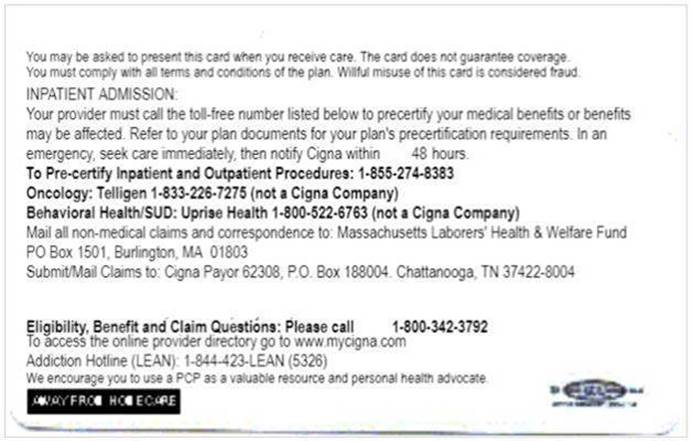 You may be asked to present this card when you receive care. The card does not guarantee coverage.
You must comply with all terms and conditions of the plan. Willful misuse of this card is considered fraud.
INPATIENT ADMISSION:
Your provider must call the toll-free number listed below to precertify your medical benefits or benefits
may be affected. Refer to your plan documents for your plan's precertification requirements. In an
emergency, seek care immediately, then notify Cigna within 48 hours.
To Pre-certify Inpatient and Outpatient Procedures: 1-855-274-8383
Oncology: Telligen 1-833-226-7275 (not a Cigna Company)
Behavioral Health/SUD: Uprise Health 1-800-522-6763 (not a Cigna Company)
Mail all non-medical claims and correspondence to: Massachusetts Laborers' Health & Welfare Fund
PO Box 1501, Burlington, MA 01803
Submit/Mail Claims to: Cigna Payor 62308, P.O. Box 188004. Chattanooga, TN 37422-8004
Eligibility, Benefit and Claim Questions: Please call 1-800-342-3792
To access the online provider directory go to www.mycigna.com
Addiction Hotline (LEAN): 1-844-423-LEAN (5326)
We encourage you to use a PCP as a valuable resource and personal health advocate.
AWAY FROM HOME CARE